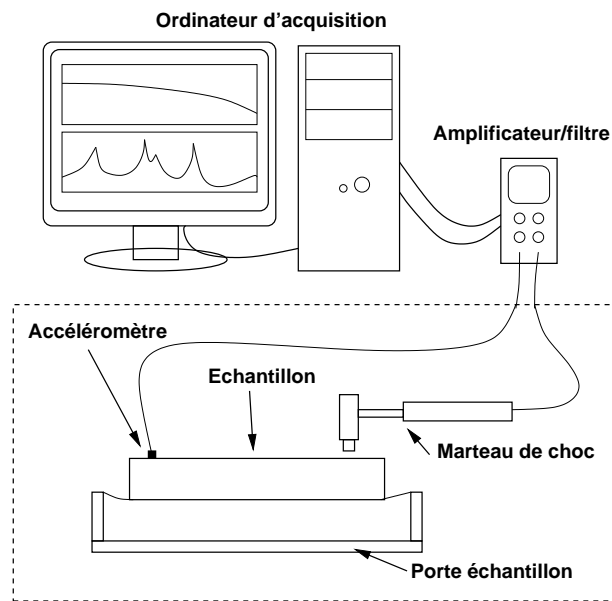 Ordinateur d'acquisition
Amplificateur/filtre
Accéléromètre
Echantillon
Marteau de choc
Porte échantillon